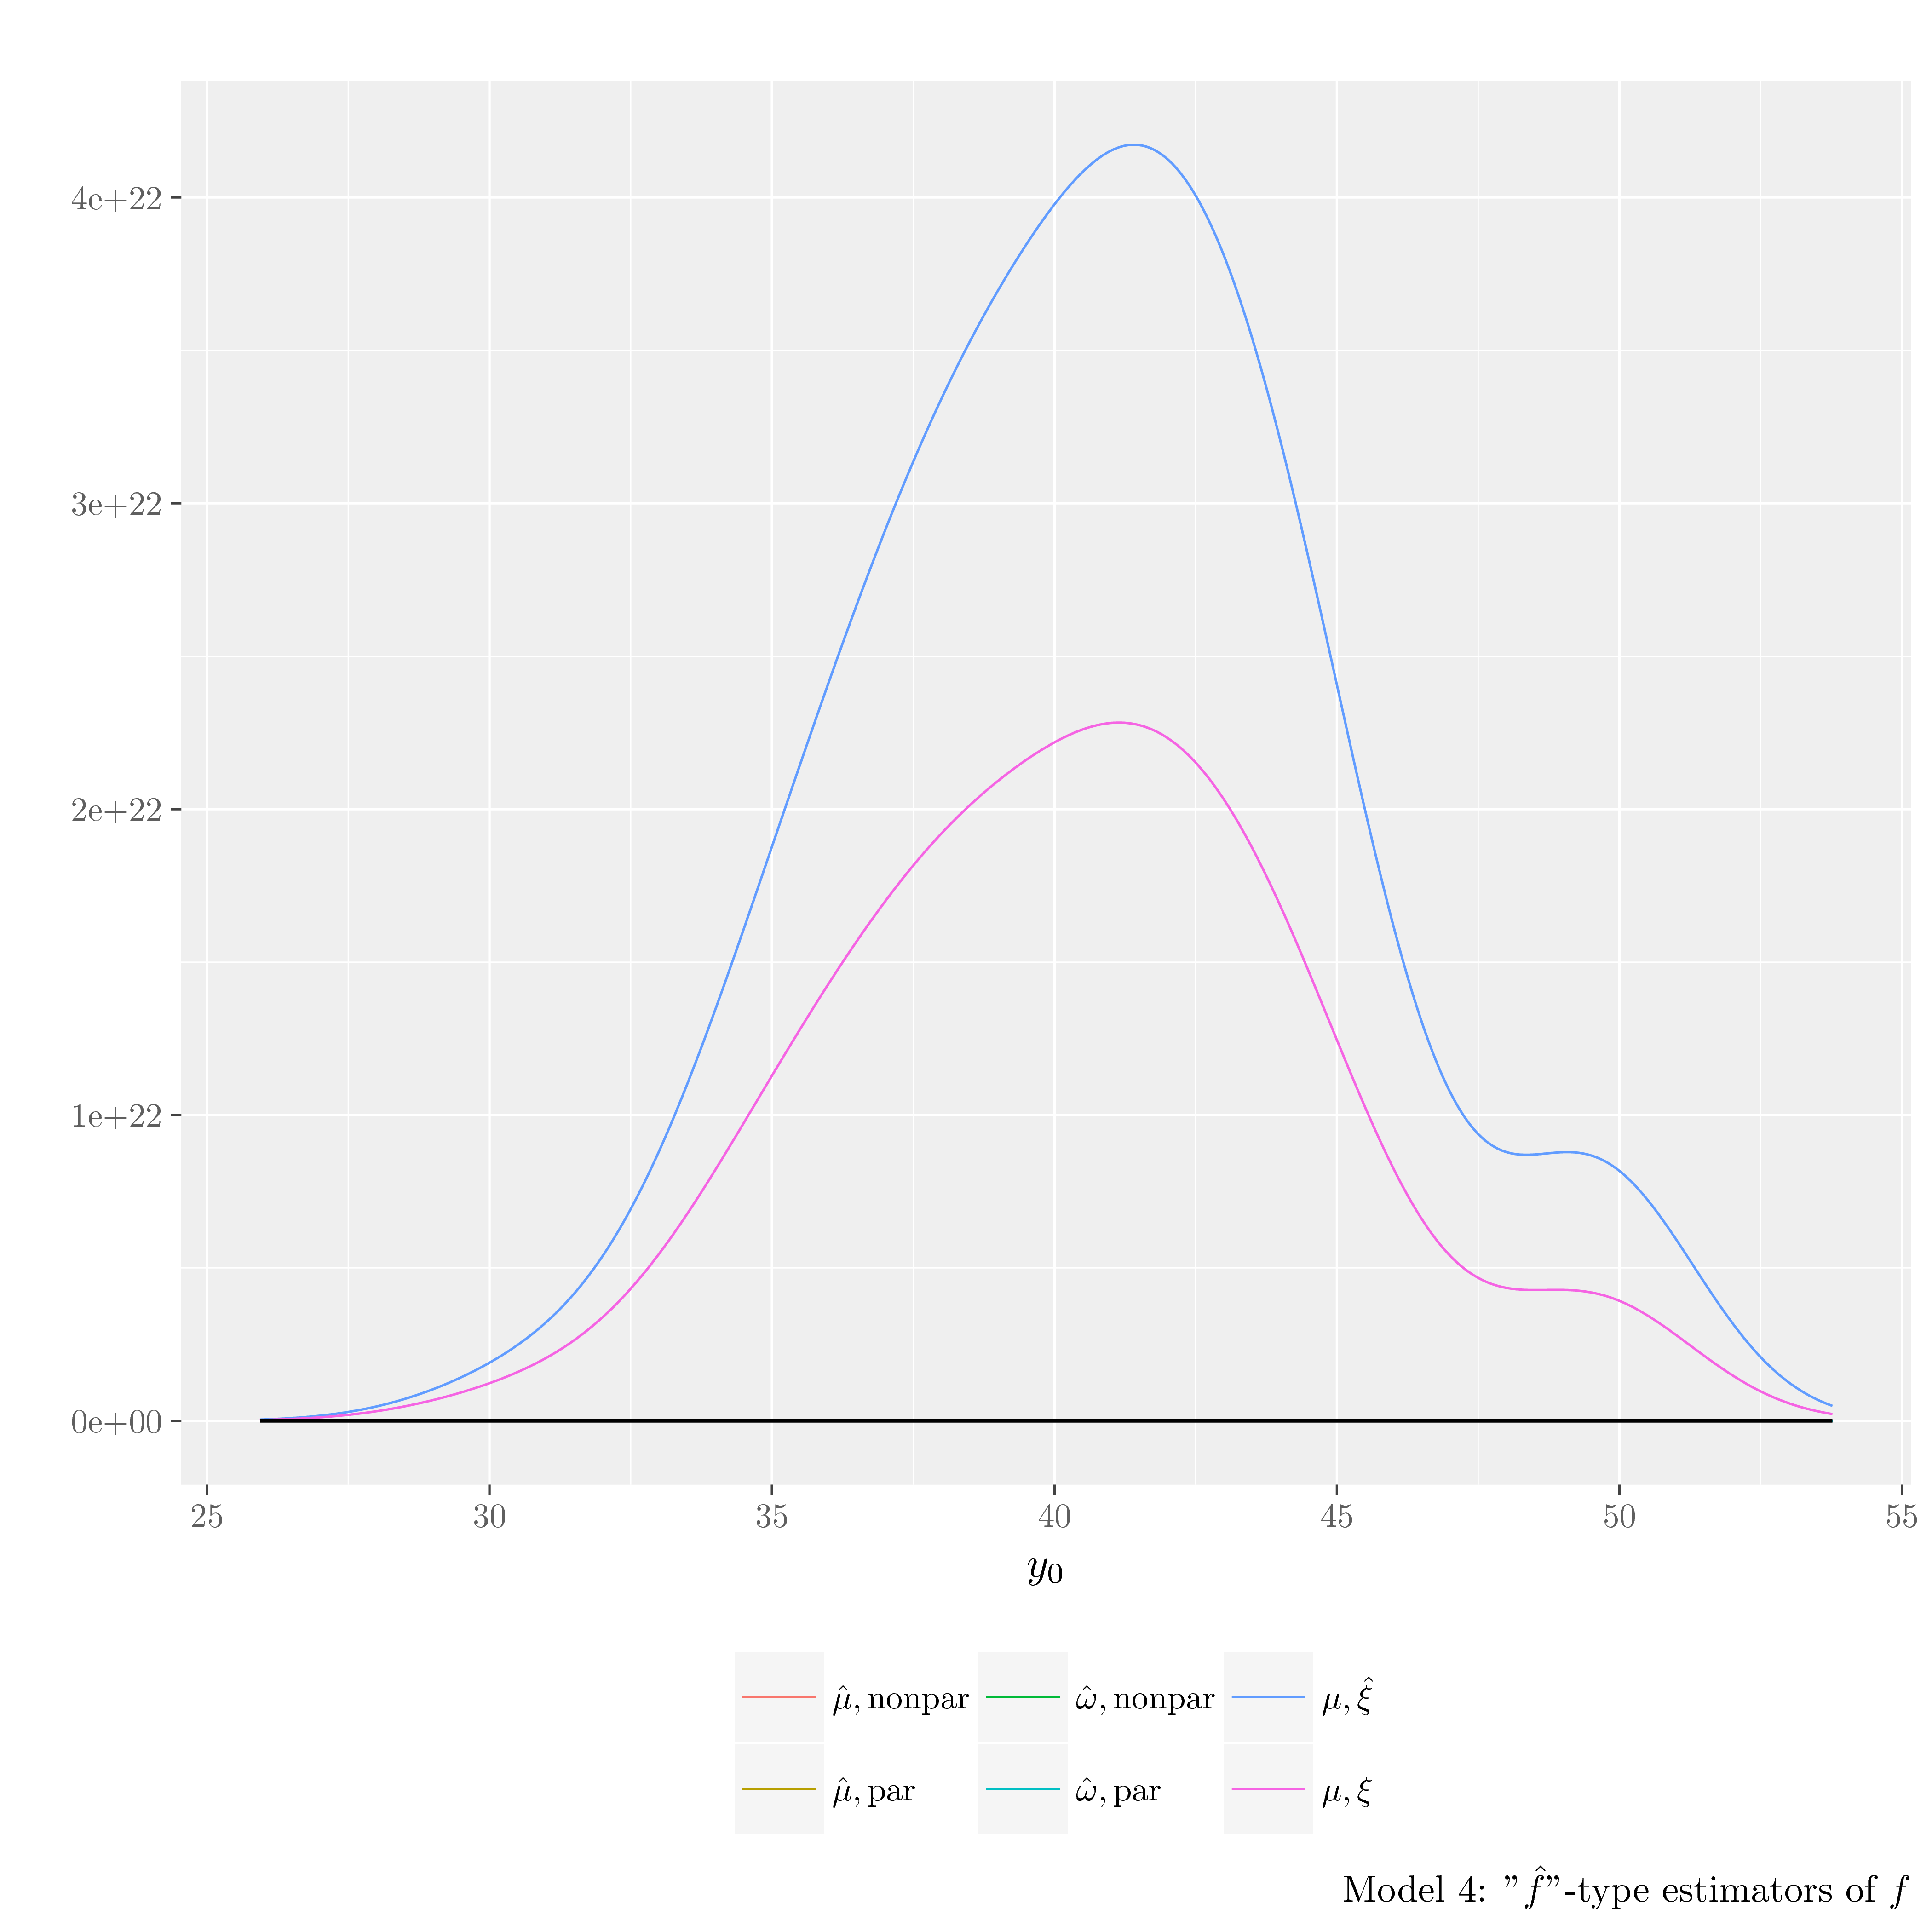 4e+22
3e+22
2e+22
1e+22
0e+00
25 30 35 40 45 50 55
y₀
μ̂, nonpar ω̂, nonpar μ, ξ̂
μ̂, par ω̂, par μ, ξ
Model 4: ”f̂”-type estimators of f